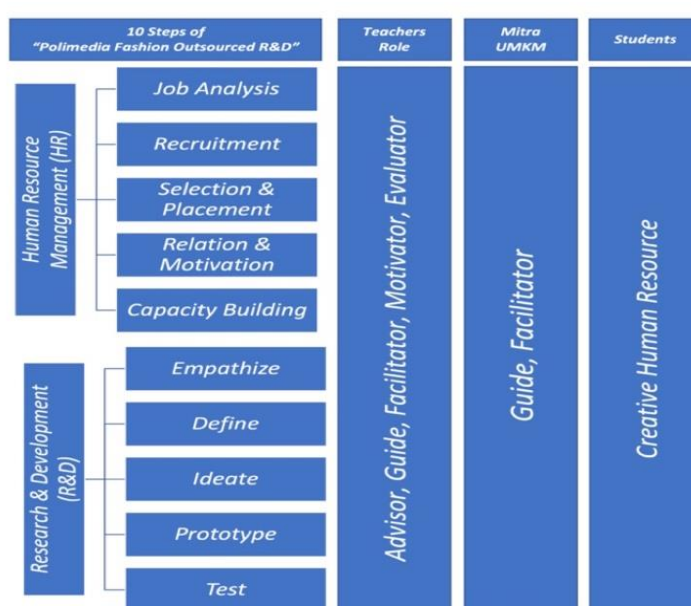 10 Steps of
"Polimedia Fashion Outsourced R&D"
Teachers
Role
Mitra
UMKM
Students
Human Resource
Management (HR)
Job Analysis
Recruitment
Selection &
Placement
Relation &
Motivation
Capacity Building
Research & Development
(R&D)
Empathize
Define
Ideate
Prototype
Test
Advisor, Guide, Facilitator, Motivator, Evaluator
Guide, Facilitator
Creative Human Resource